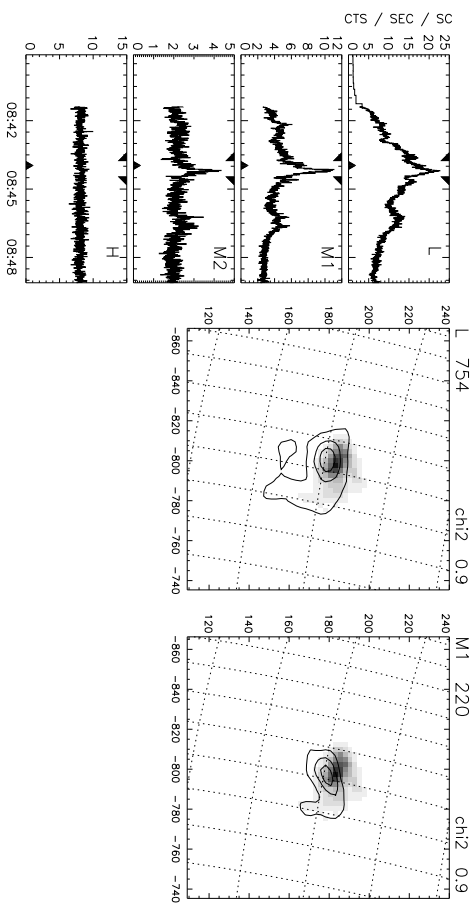 CTS / SEC / SC
0 5 10 15 20 25
L
0 2 4 6 8 10 12
M1
0 1 2 3 4 5
M2
0 5 10 15
H
08:42 08:45 08:48
L 754 chi2 0.9
120 140 160 180 200 220 240
-860 -840 -820 -800 -780 -760 -740
M1 220 chi2 0.9
120 140 160 180 200 220 240
-860 -840 -820 -800 -780 -760 -740